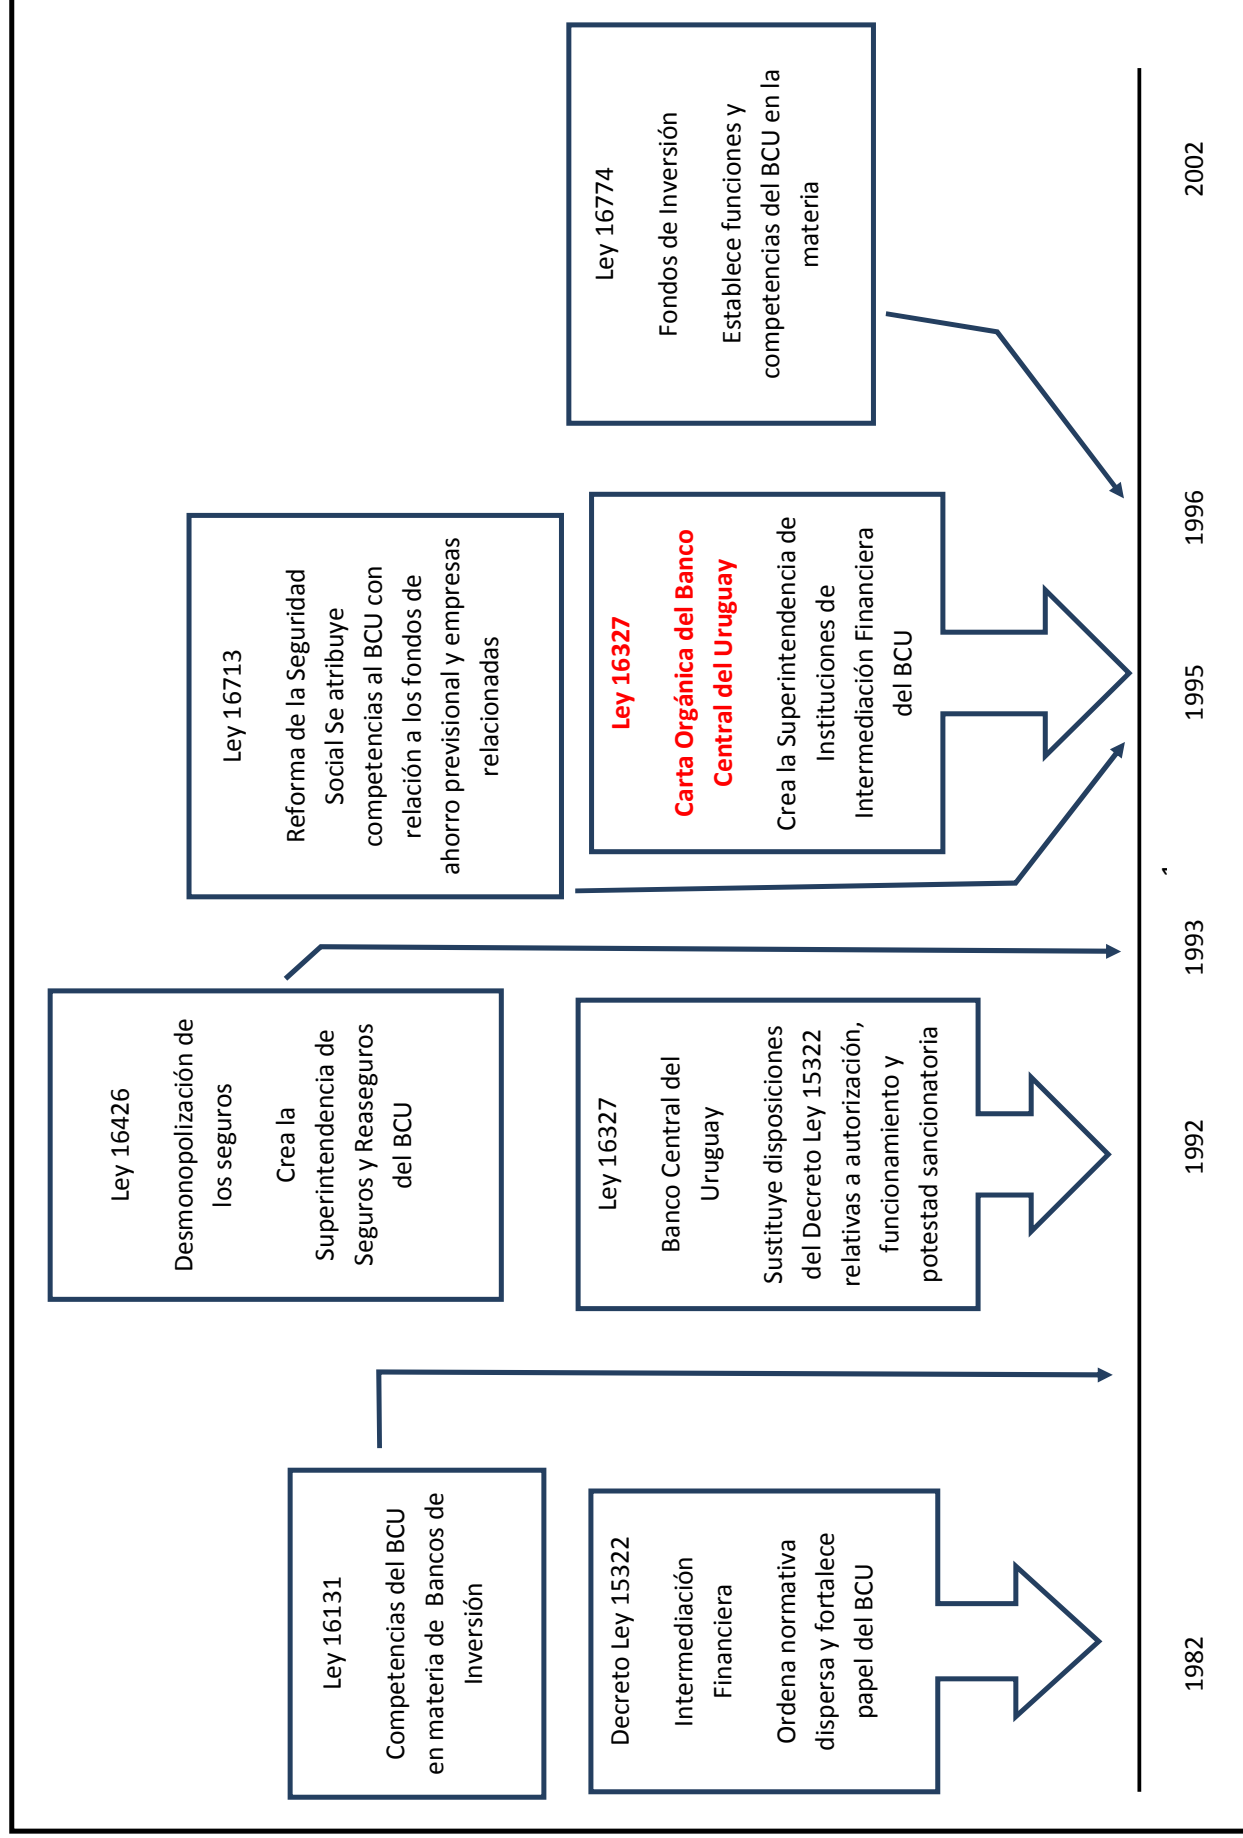 Ley 16131
Competencias del BCU
en materia de Bancos de
Inversión
Decreto Ley 15322
Intermediación
Financiera
Ordena normativa
dispersa y fortalece
papel del BCU
Ley 16426
Desmonopolización de
los seguros
Crea la
Superintendencia de
Seguros y Reaseguros
del BCU
Ley 16327
Banco Central del
Uruguay
Sustituye disposiciones
del Decreto Ley 15322
relativas a autorización,
funcionamiento y
potestad sancionatoria
Ley 16713
Reforma de la Seguridad
Social Se atribuye
competencias al BCU con
relación a los fondos de
ahorro previsional y empresas
relacionadas
Ley 16327
Carta Orgánica del Banco
Central del Uruguay
Crea la Superintendencia de
Instituciones de
Intermediación Financiera
del BCU
Ley 16774
Fondos de Inversión
Establece funciones y
competencias del BCU en la
materia
1982
1992
1993
1995
1996
2002